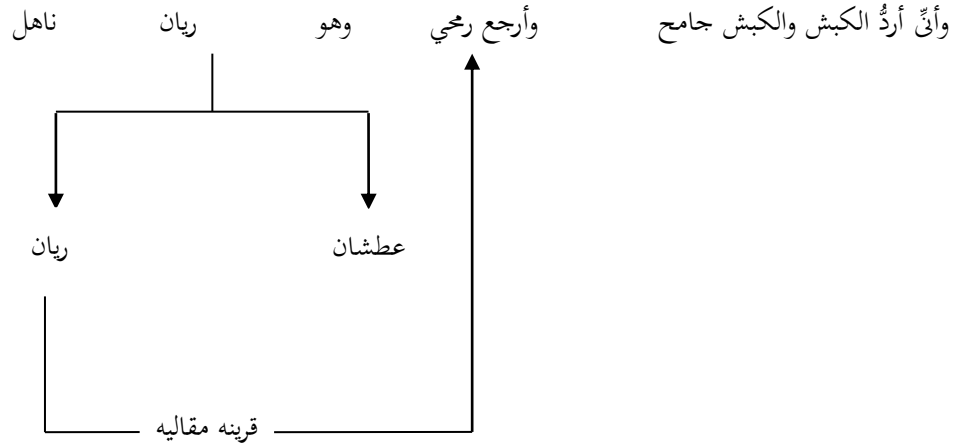 وأنِّي أردُّ الكبش والكبش جامح وأرجع رمحي وهو ريان ناهل
عطشان ريان
قرينه مقاليه